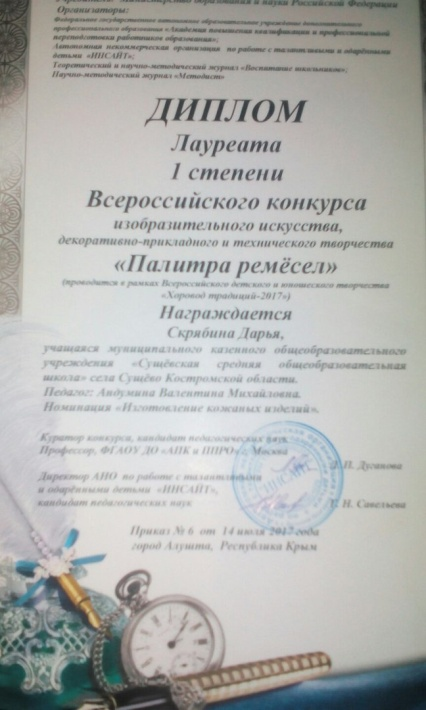 Министерство образования и науки Российской Федерации
Организаторы:
Федеральное государственное автономное образовательное учреждение дополнительного
профессионального образования «Академия повышения квалификации и профессиональной
переподготовки работников образования»;
Автономная некоммерческая организация по работе с талантливыми и одарёнными
детьми «ИНСАЙТ»;
Теоретический и научно-методический журнал «Воспитание школьников»;
Научно-методический журнал «Методист»
ДИПЛОМ
Лауреата
1 степени
Всероссийского конкурса
изобразительного искусства,
декоративно-прикладного и технического творчества
«Палитра ремёсел»
(проводится в рамках Всероссийского детского и юношеского творчества
«Хоровод традиций-2017»)
Награждается
Скрябина Дарья,
учащаяся муниципального казенного общеобразовательного
учреждения «Сущёвская средняя общеобразовательная
школа» села Сущёво Костромской области.
Педагог: Андумина Валентина Михайловна.
Номинация «Изготовление кожаных изделий».
Куратор конкурса, кандидат педагогических наук
Профессор, ФГАОУ ДО «АПК и ППРО», Москва
Л.П. Дуганова
Директор АНО по работе с талантливыми
и одарёнными детьми «ИНСАЙТ»,
кандидат педагогических наук
Т. Н. Савельева
ИНСАЙТ
Приказ № 6 от 14 июля 2017 года
город Алушта, Республика Крым